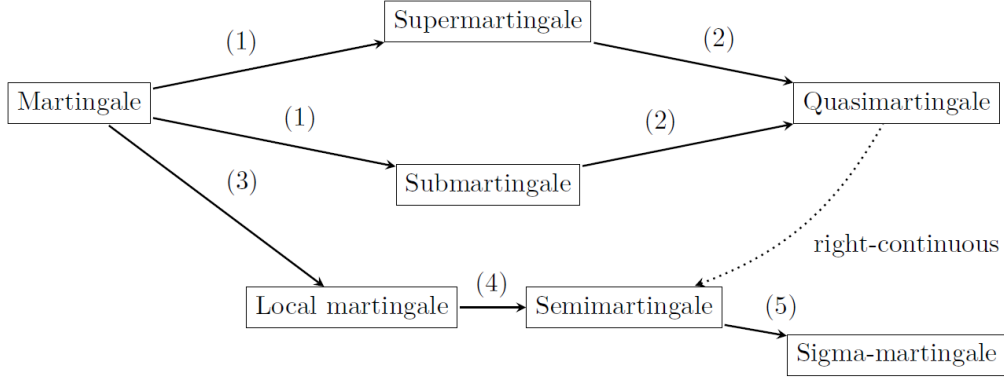 Supermartingale
(1)
(2)
Martingale
Quasimartingale
(1)
(2)
Submartingale
(3)
right-continuous
Local martingale
(4)
Semimartingale
(5)
Sigma-martingale